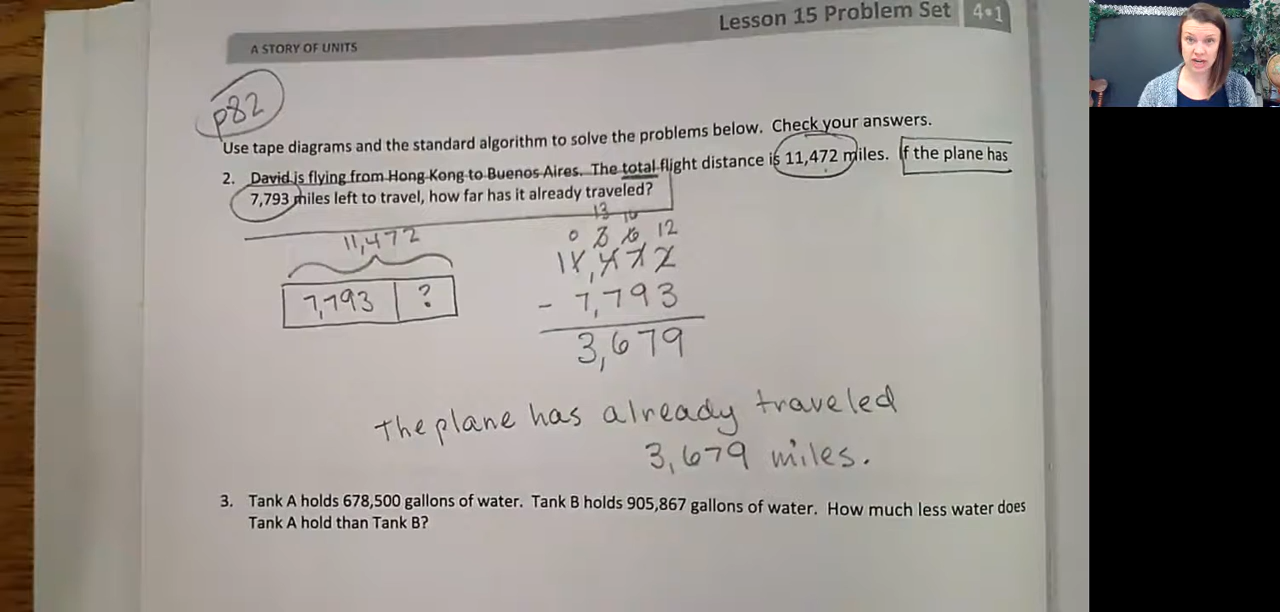 Lesson 15 Problem Set 4•1
A STORY OF UNITS
p82
Use tape diagrams and the standard algorithm to solve the problems below. Check your answers.
2. David is flying from Hong Kong to Buenos Aires. The total flight distance is 11,472 miles. If the plane has
7,793 miles left to travel, how far has it already traveled?
11,472
7,793 ?
13 16
0 3 6 12
11,472
- 7,793
3,679
The plane has already traveled
3,679 miles.
3. Tank A holds 678,500 gallons of water. Tank B holds 905,867 gallons of water. How much less water does
Tank A hold than Tank B?